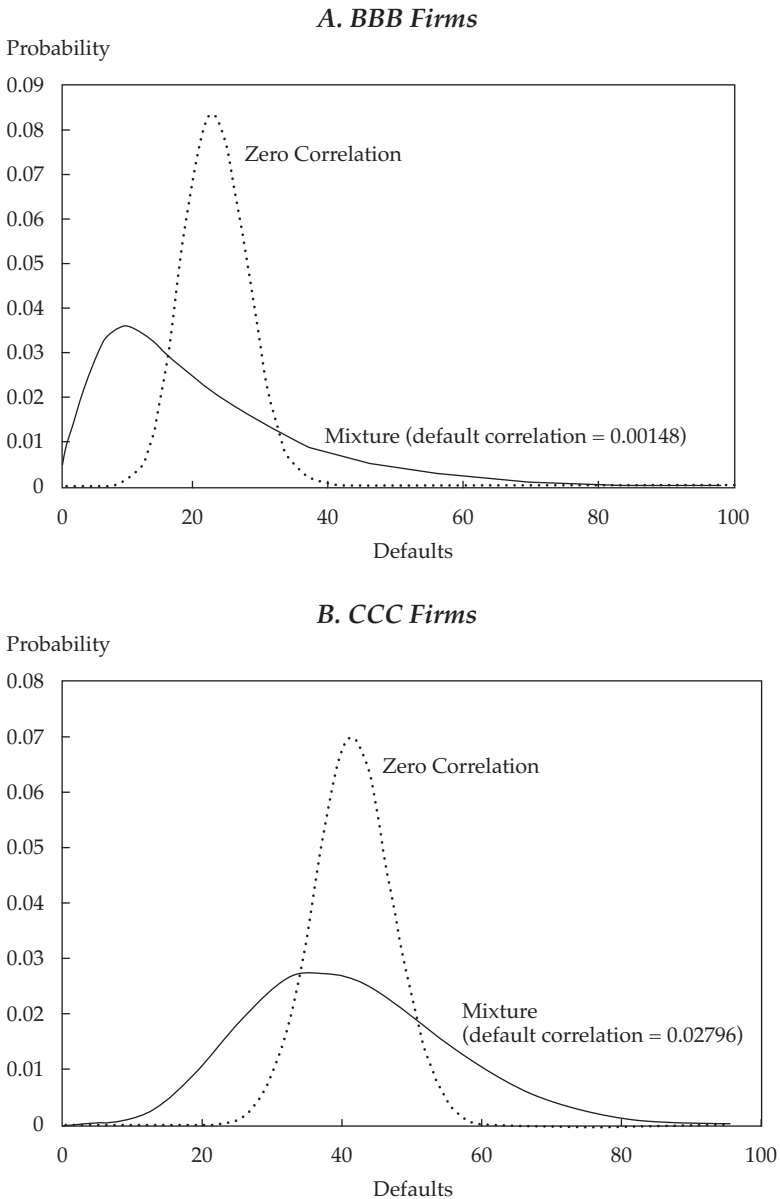 A. BBB Firms
Probability
0.09
0.08
0.07
0.06
0.05
0.04
0.03
0.02
0.01
0
Zero Correlation
Mixture (default correlation = 0.00148)
0 20 40 60 80 100
Defaults
B. CCC Firms
Probability
0.08
0.07
0.06
0.05
0.04
0.03
0.02
0.01
0
Zero Correlation
Mixture
(default correlation = 0.02796)
0 20 40 60 80 100
Defaults